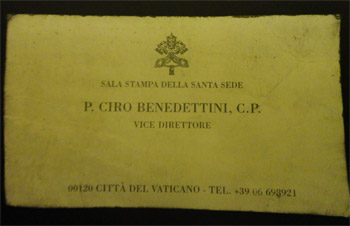 SALA STAMPA DELLA SANTA SEDE
P. CIRO BENEDETTINI, C.P.
VICE DIRETTORE
00120 CITTÀ DEL VATICANO - TEL. +39 06 698921